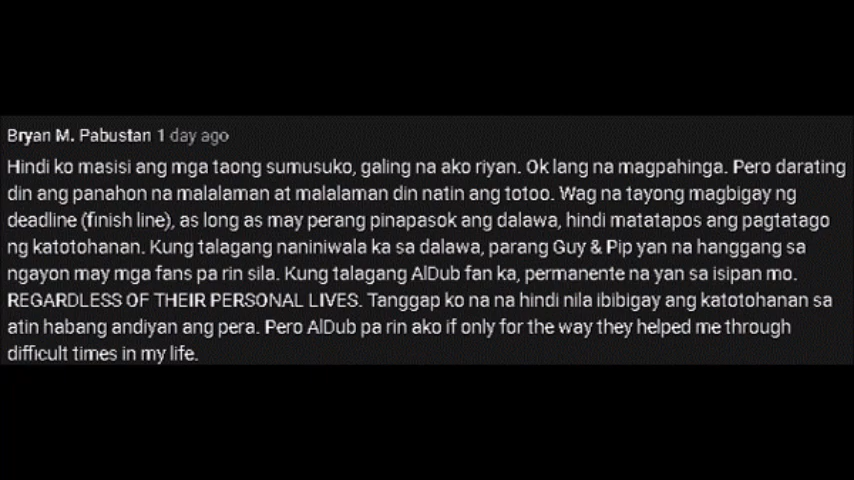 Bryan M. Pabustan 1 day ago
Hindi ko masisi ang mga taong sumusuko, galing na ako riyan. Ok lang na magpahinga. Pero darating
din ang panahon na malalaman at malalaman din natin ang totoo. Wag na tayong magbigay ng
deadline (finish line), as long as may perang pinapasok ang dalawa, hindi matatapos ang pagtatago
ng katotohanan. Kung talagang naniniwala ka sa dalawa, parang Guy & Pip yan na hanggang sa
ngayon may mga fans pa rin sila. Kung talagang AlDub fan ka, permanente na yan sa isipan mo.
REGARDLESS OF THEIR PERSONAL LIVES. Tanggap ko na na hindi nila ibibigay ang katotohanan sa
atin habang andiyan ang pera. Pero AlDub pa rin ako if only for the way they helped me through
difficult times in my life.